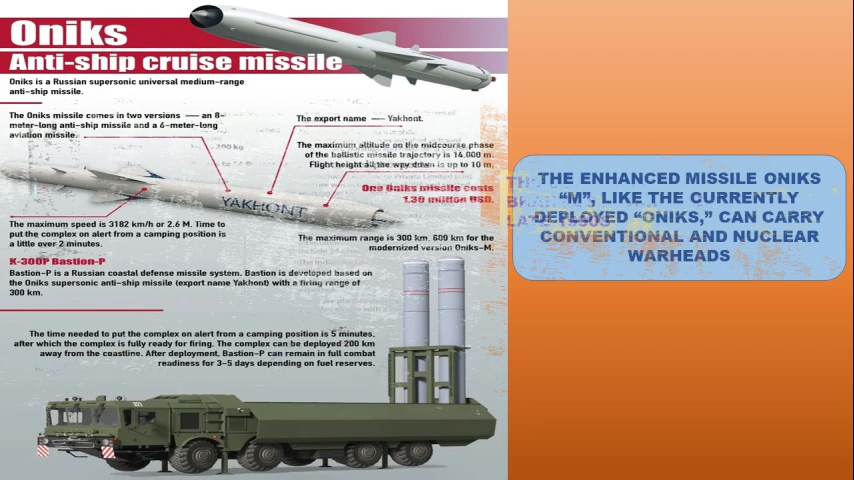 Oniks
Anti-ship cruise missile
Oniks is a Russian supersonic universal medium-range
anti-ship missile.
The Oniks missile comes in two versions — an 8-
meter-long anti-ship missile and a 6-meter-long
aviation missile.
The export name — Yakhont.
The maximum altitude on the midcourse phase
of the ballistic missile trajectory is 14,000 m.
Flight height all the way down is up to 10 m
One Oniks missile costs
1.30 million USD.
YAKHONT
The maximum speed is 3182 km/h or 2.6 M. Time to
put the complex on alert from a camping position is
a little over 2 minutes.
The maximum range is 300 km, 600 km for the
modernized version Oniks-M.
K-300P Bastion-P
Bastion-P is a Russian coastal defense missile system. Bastion is developed based on
the Oniks supersonic anti-ship missile (export name Yakhont) with a firing range of
300 km.
The time needed to put the complex on alert from a camping position is 5 minutes,
after which the complex is fully ready for firing. The complex can be deployed 200 km
away from the coastline. After deployment, Bastion-P can remain in full combat
readiness for 3-5 days depending on fuel reserves.
THE ENHANCED MISSILE ONIKS
“M”, LIKE THE CURRENTLY
DEPLOYED “ONIKS,” CAN CARRY
CONVENTIONAL AND NUCLEAR
WARHEADS